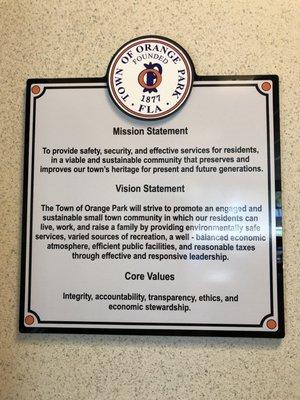 TOWN OF ORANGE PARK
FOUNDED
1877
FLA.
Mission Statement
To provide safety, security, and effective services for residents,
in a viable and sustainable community that preserves and
improves our town's heritage for present and future generations.
Vision Statement
The Town of Orange Park will strive to promote an engaged and
sustainable small town community in which our residents can
live, work, and raise a family by providing environmentally safe
services, varied sources of recreation, a well - balanced economic
atmosphere, efficient public facilities, and reasonable taxes
through effective and responsive leadership.
Core Values
Integrity, accountability, transparency, ethics, and
economic stewardship.